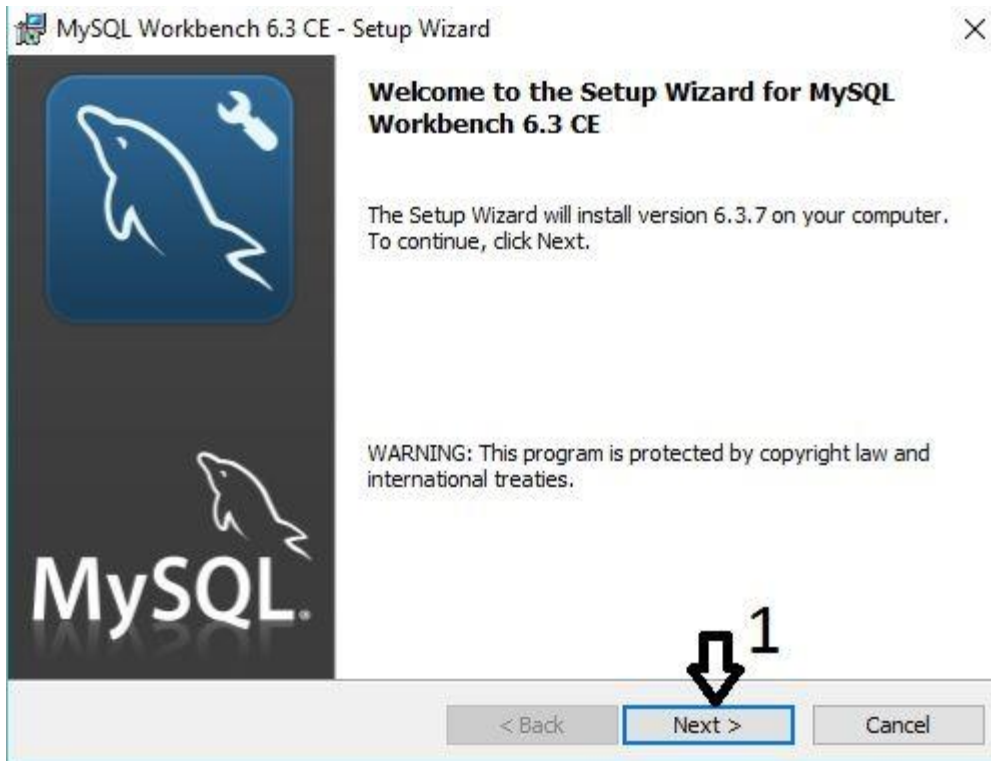 MySQL Workbench 6.3 CE - Setup Wizard
Welcome to the Setup Wizard for MySQL
Workbench 6.3 CE
The Setup Wizard will install version 6.3.7 on your computer.
To continue, click Next.
WARNING: This program is protected by copyright law and
international treaties.
MySQL®
1
< Back
Next >
Cancel